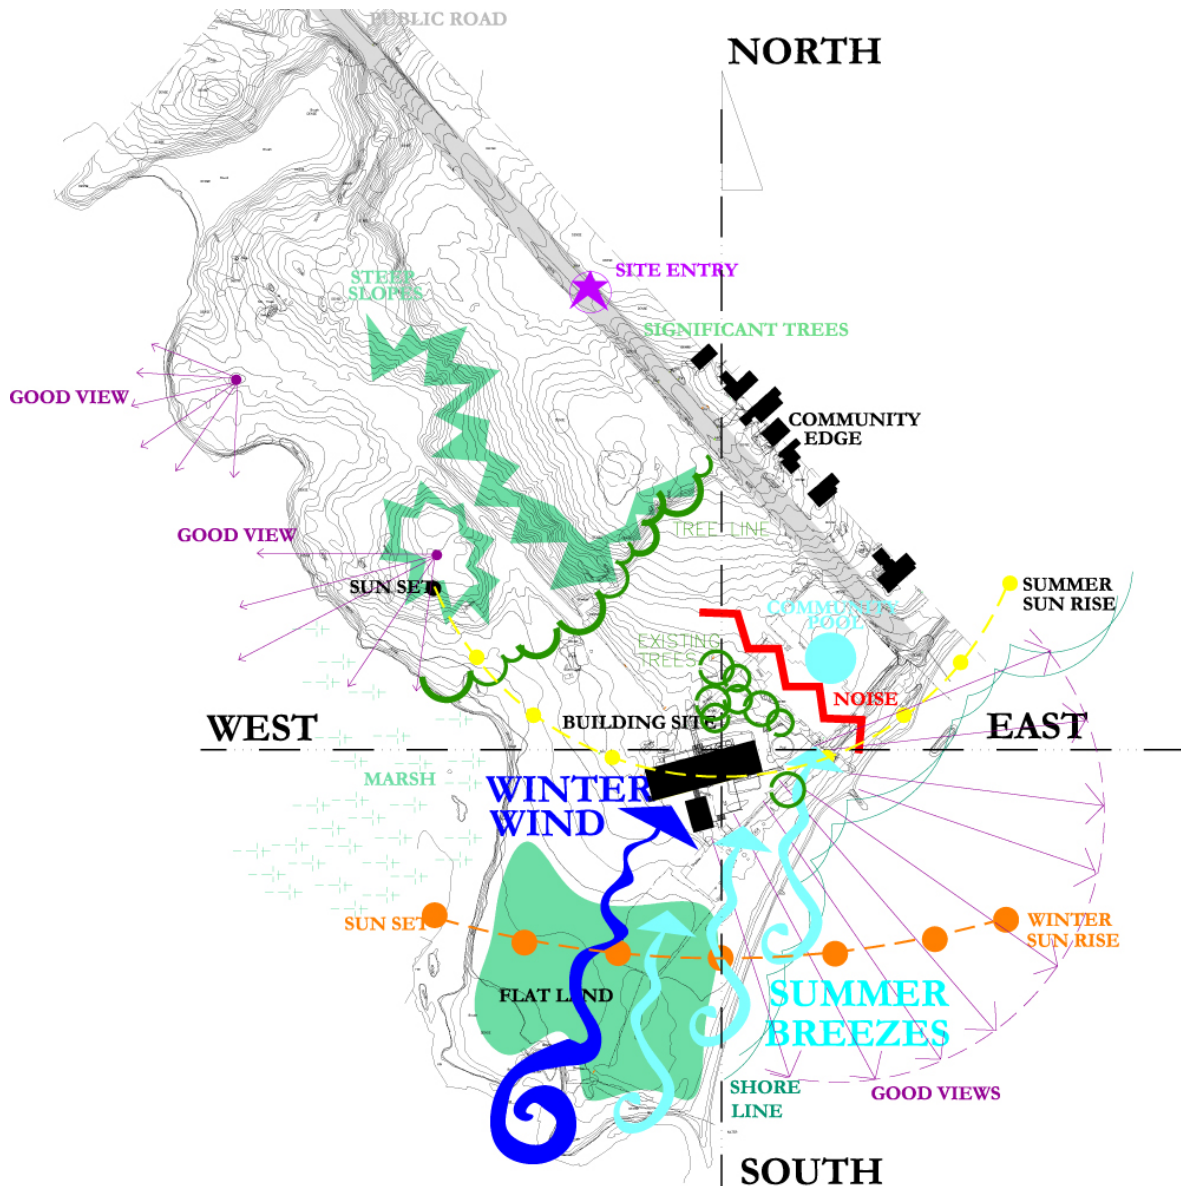 PUBLIC ROAD
NORTH
SITE ENTRY
STEEP
SLOPES
SIGNIFICANT TREES
GOOD VIEW
COMMUNITY
EDGE
TREE LINE
GOOD VIEW
SUN SETS
SUMMER
SUN RISE
COMMUNITY
POOL
EXISTING
TREES
NOISE
WEST
BUILDING SITE
EAST
MARSH
WINTER
WIND
SUN SET
WINTER
SUN RISE
FLAT LAND
SUMMER
BREEZES
SHORE
LINE
GOOD VIEWS
SOUTH